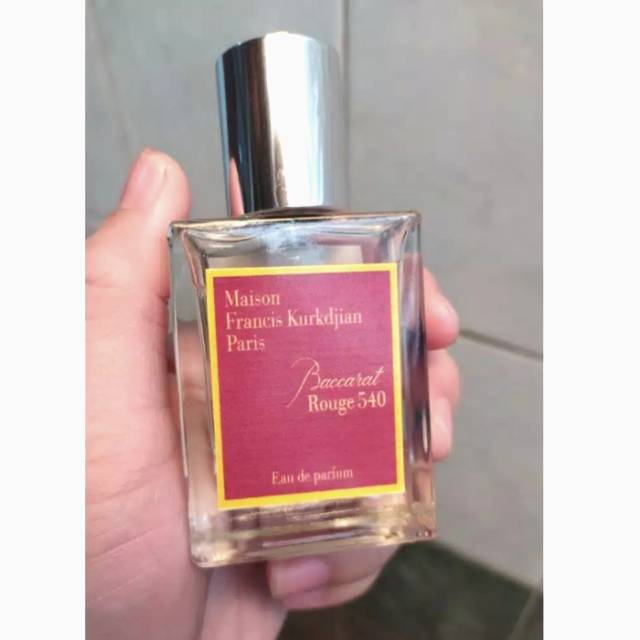 Maison
Francis Kurkdjian
Paris
Baccarat
Rouge 540
Eau de parfum